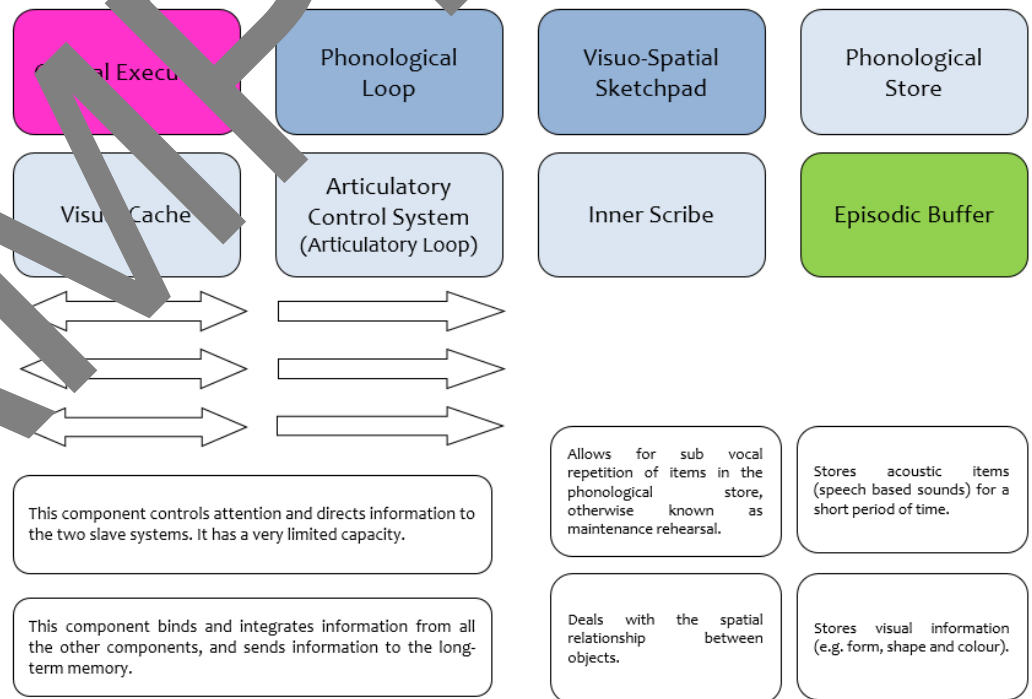 Phonological
Loop
Visuo-Spatial
Sketchpad
Phonological
Store
Cache
Articulatory
Control System
(Articulatory Loop)
Inner Scribe
Episodic Buffer
Allows for sub vocal
repetition of items in the
phonological store,
otherwise known as
maintenance rehearsal.
Stores acoustic items
(speech based sounds) for a
short period of time.
This component controls attention and directs information to
the two slave systems. It has a very limited capacity.
Deals with the spatial
relationship between
objects.
Stores visual information
(e.g. form, shape and colour).
This component binds and integrates information from all
the other components, and sends information to the long-
term memory.